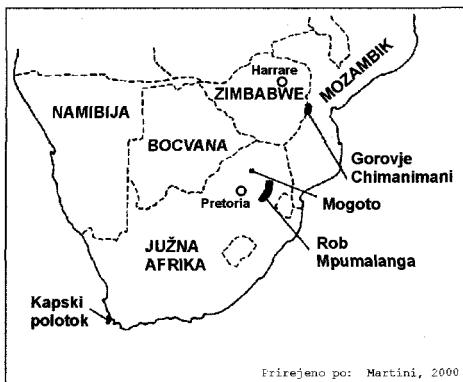 Harrare
ZIMBABWE
MOZAMBIK
NAMIBIJA
BOCVANA
Gorovje
Chimanimani
Pretoria
Mogoto
JUŽNA
AFRIKA
Rob
Mpumalanga
Kapski
polotok
Prirejeno po: Martini, 2000